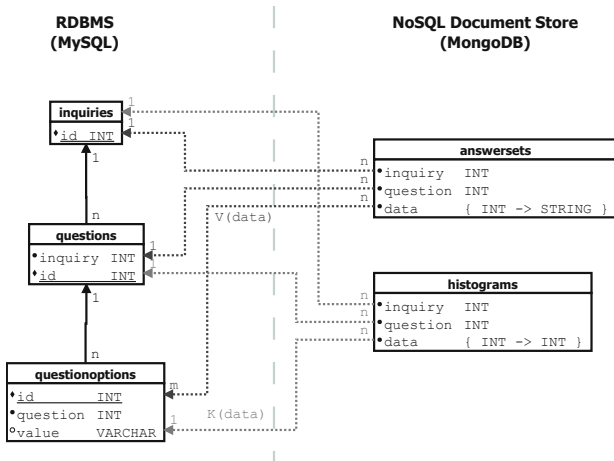 RDBMS
(MySQL)
NoSQL Document Store
(MongoDB)
inquiries
id INT
1
1
1
n
questions
inquiry INT
id INT
1
1
1
n
questionoptions
id INT
question INT
value VARCHAR
m
1
V(data)
K(data)
answersets
n inquiry INT
n question INT
n data { INT -> STRING }
histograms
n inquiry INT
n question INT
n data { INT -> INT }